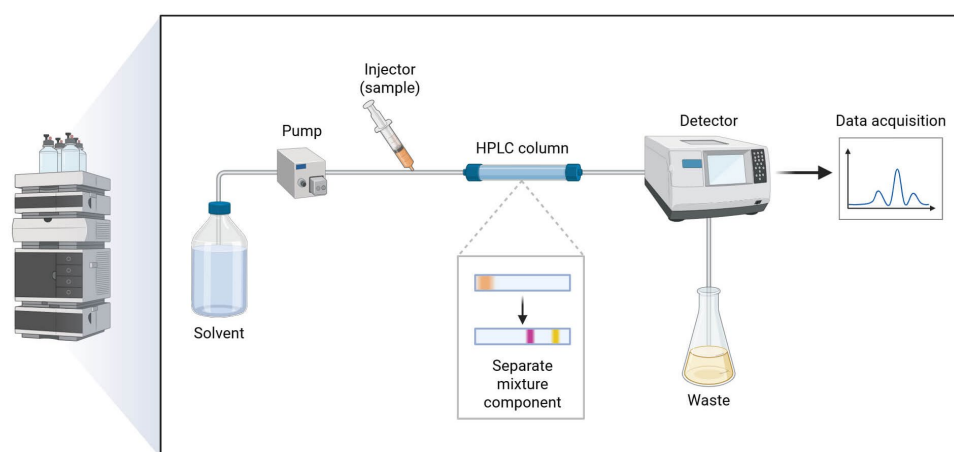 Injector
(sample)
Pump
HPLC column
Detector
Data acquisition
Solvent
Separate
mixture
component
Waste